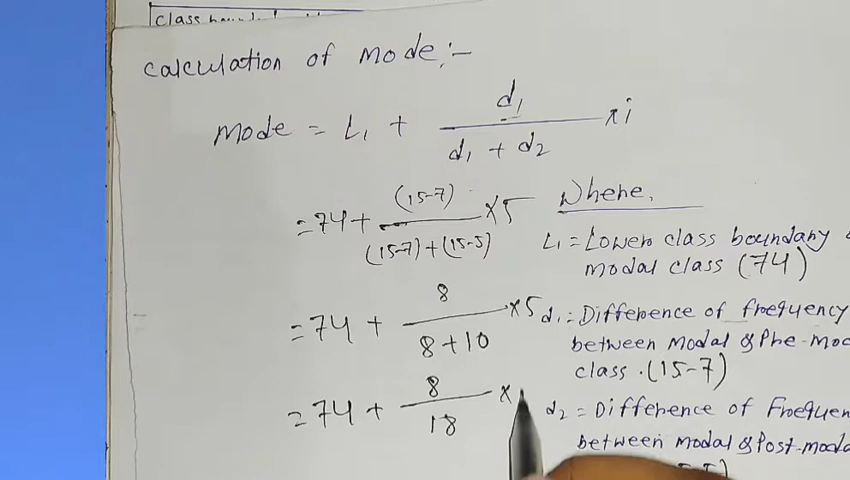 class
Calculation of Mode:-
Mode = L₁ + d₁ / (d₁ + d₂) × i
= 74 + (15-7) / (15-7)+(15-5) × 5
Where,
L₁ = Lower class boundary
modal class (74)
= 74 + 8 / 8+10 × 5
d₁ = Difference of frequency
between Modal & Pre-mod
class. (15-7)
= 74 + 8 / 18 ×
d₂ = Difference of Frequen
between modal & Post-moda